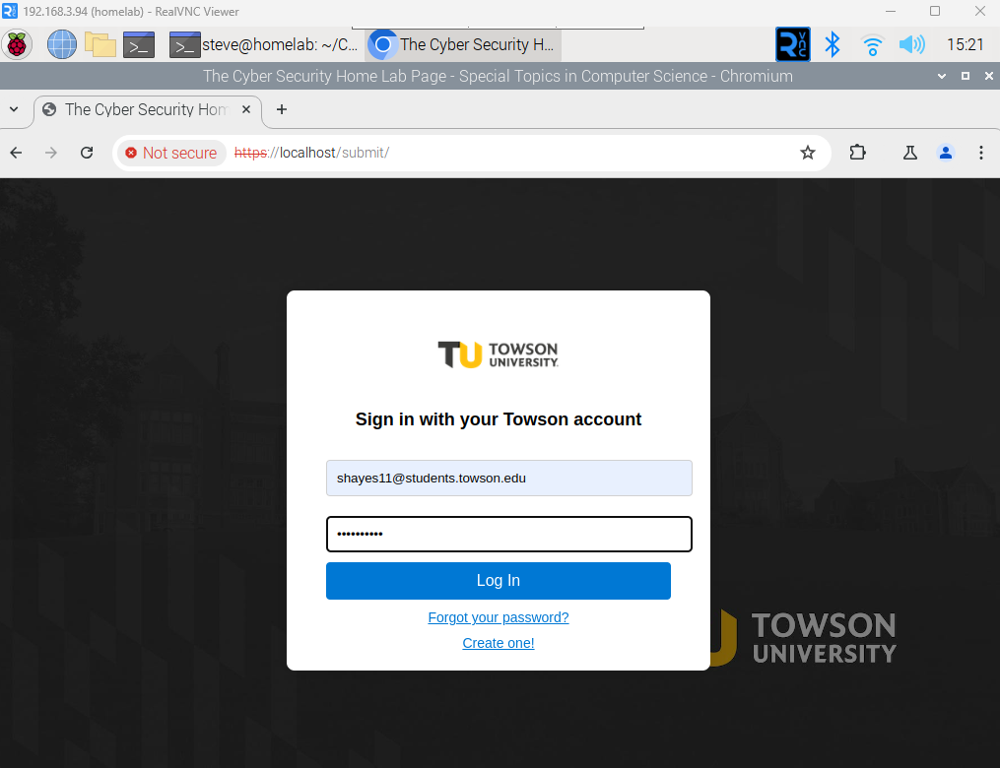 192.168.3.94 (homelab) - RealVNC Viewer
steve@homelab: ~/C...
The Cyber Security H...
15:21
The Cyber Security Home Lab Page - Special Topics in Computer Science - Chromium
The Cyber Security Hom
Not secure https://localhost/submit/
TU TOWSON
UNIVERSITY.
Sign in with your Towson account
shayes11@students.towson.edu
••••••••••
Log In
Forgot your password?
Create one!
TOWSON
UNIVERSITY